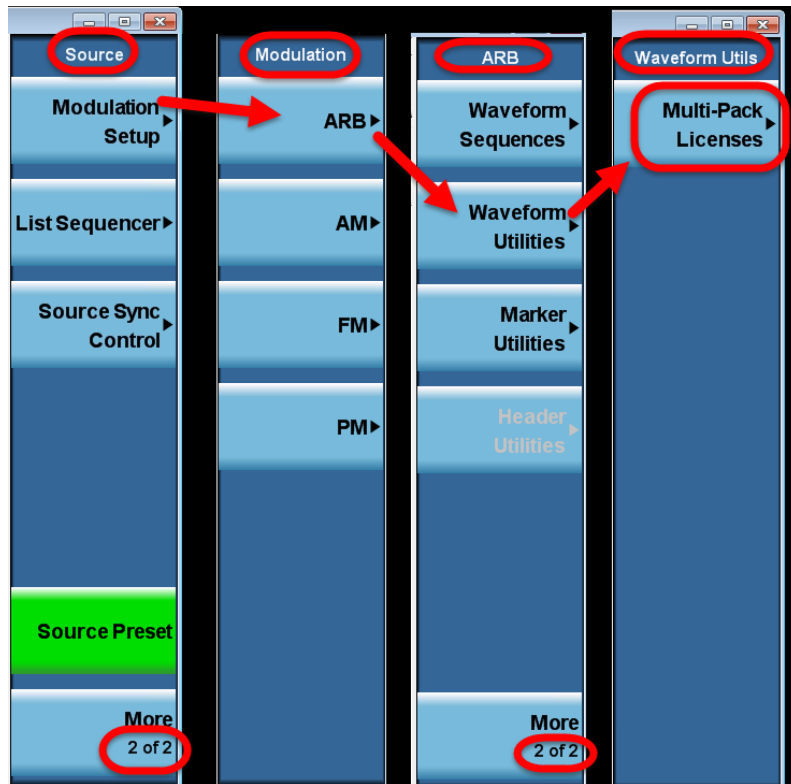 Source
Modulation
Setup
List Sequencer
Source Sync
Control
Source Preset
More
2 of 2
Modulation
ARB
AM
FM
PM
ARB
Waveform
Sequences
Waveform
Utilities
Marker
Utilities
Header
Utilities
More
2 of 2
Waveform Utils
Multi-Pack
Licenses